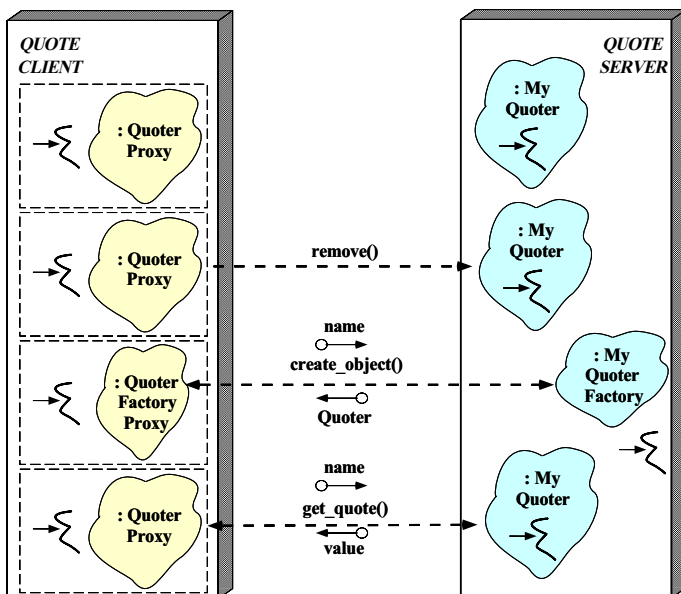 QUOTE
CLIENT
: Quoter
Proxy
: Quoter
Proxy
: Quoter
Factory
Proxy
: Quoter
Proxy
remove()
name
create_object()
Quoter
name
get_quote()
value
QUOTE
SERVER
: My
Quoter
: My
Quoter
: My
Quoter
Factory
: My
Quoter